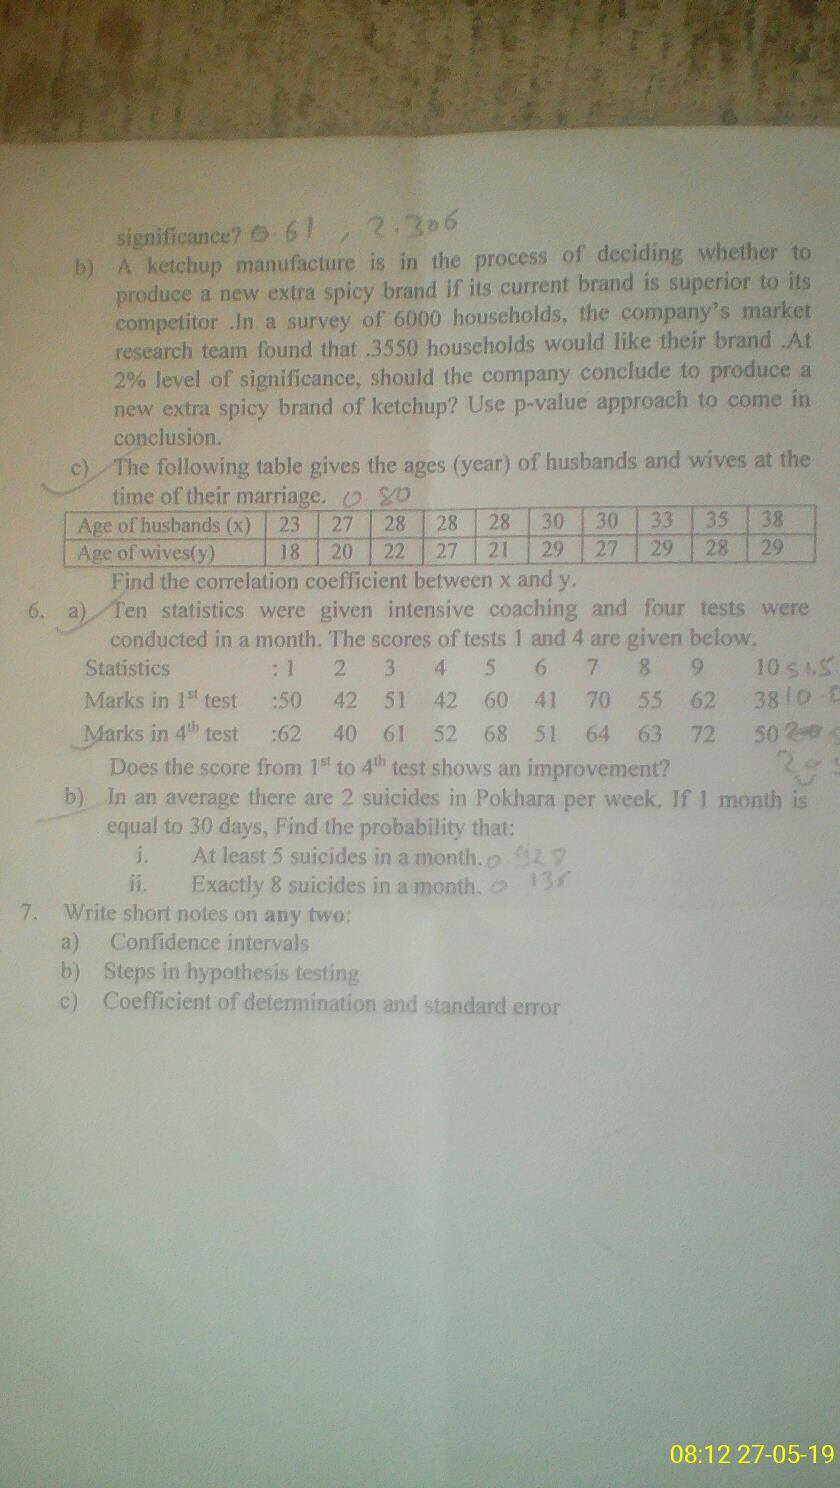 significance? 0.61 , 2.306
b) A ketchup manufacture is in the process of deciding whether to
produce a new extra spicy brand if its current brand is superior to its
competitor .In a survey of 6000 households, the company's market
research team found that .3550 households would like their brand .At
2% level of significance, should the company conclude to produce a
new extra spicy brand of ketchup? Use p-value approach to come in
conclusion.
c) The following table gives the ages (year) of husbands and wives at the
time of their marriage. 0.80
Age of husbands (x) 23 27 28 28 28 30 30 33 35 38
Age of wives(y) 18 20 22 27 21 29 27 29 28 29
Find the correlation coefficient between x and y.
6. a) Ten statistics were given intensive coaching and four tests were
conducted in a month. The scores of tests 1 and 4 are given below.
Statistics : 1 2 3 4 5 6 7 8 9 10
Marks in 1st test :50 42 51 42 60 41 70 55 62 38
Marks in 4th test :62 40 61 52 68 51 64 63 72 50
Does the score from 1st to 4th test shows an improvement?
b) In an average there are 2 suicides in Pokhara per week. If 1 month is
equal to 30 days, Find the probability that:
i. At least 5 suicides in a month. 0.928
ii. Exactly 8 suicides in a month.
7. Write short notes on any two:
a) Confidence intervals
b) Steps in hypothesis testing
c) Coefficient of determination and standard error
08:12 27-05-19